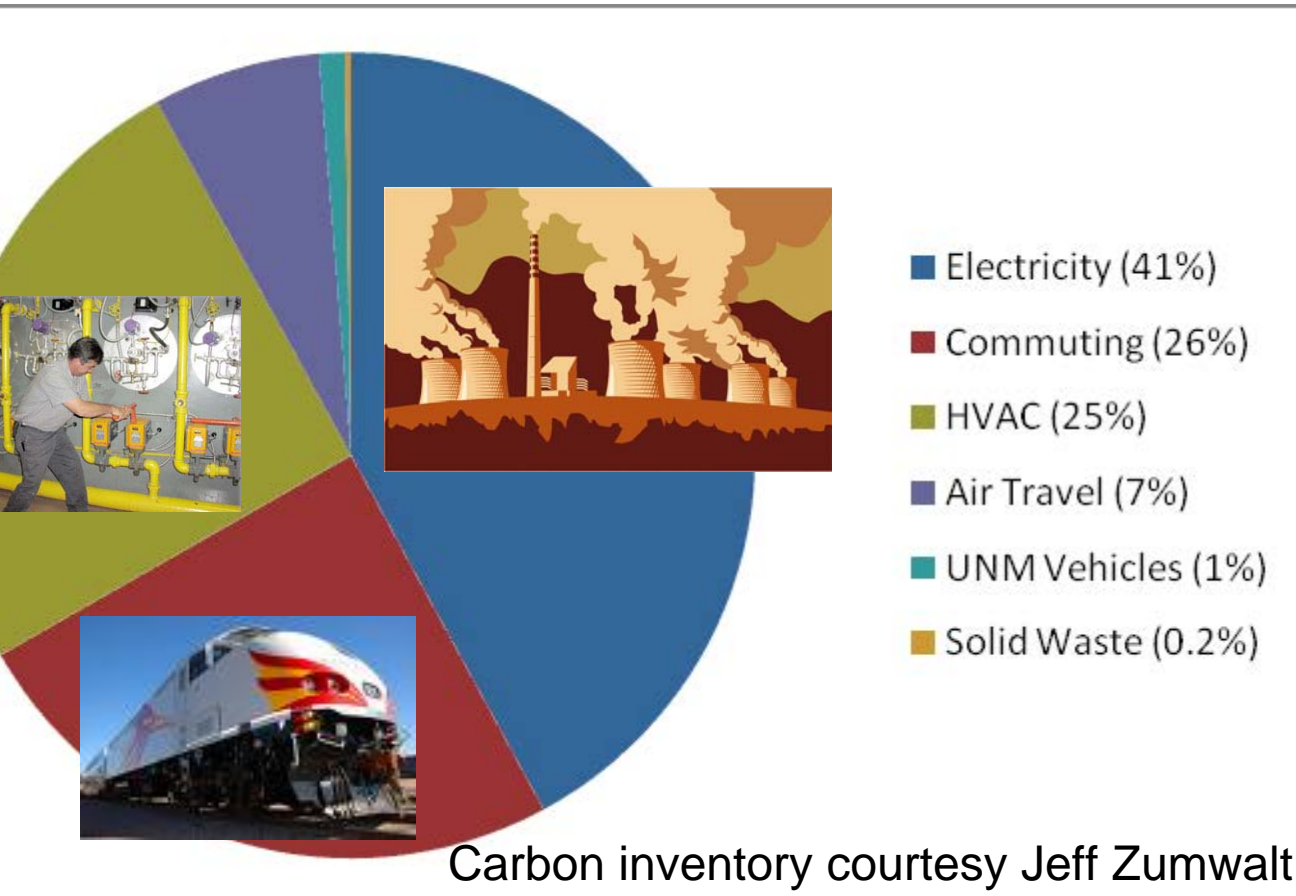 Electricity (41%)
Commuting (26%)
HVAC (25%)
Air Travel (7%)
UNM Vehicles (1%)
Solid Waste (0.2%)
Carbon inventory courtesy Jeff Zumwalt